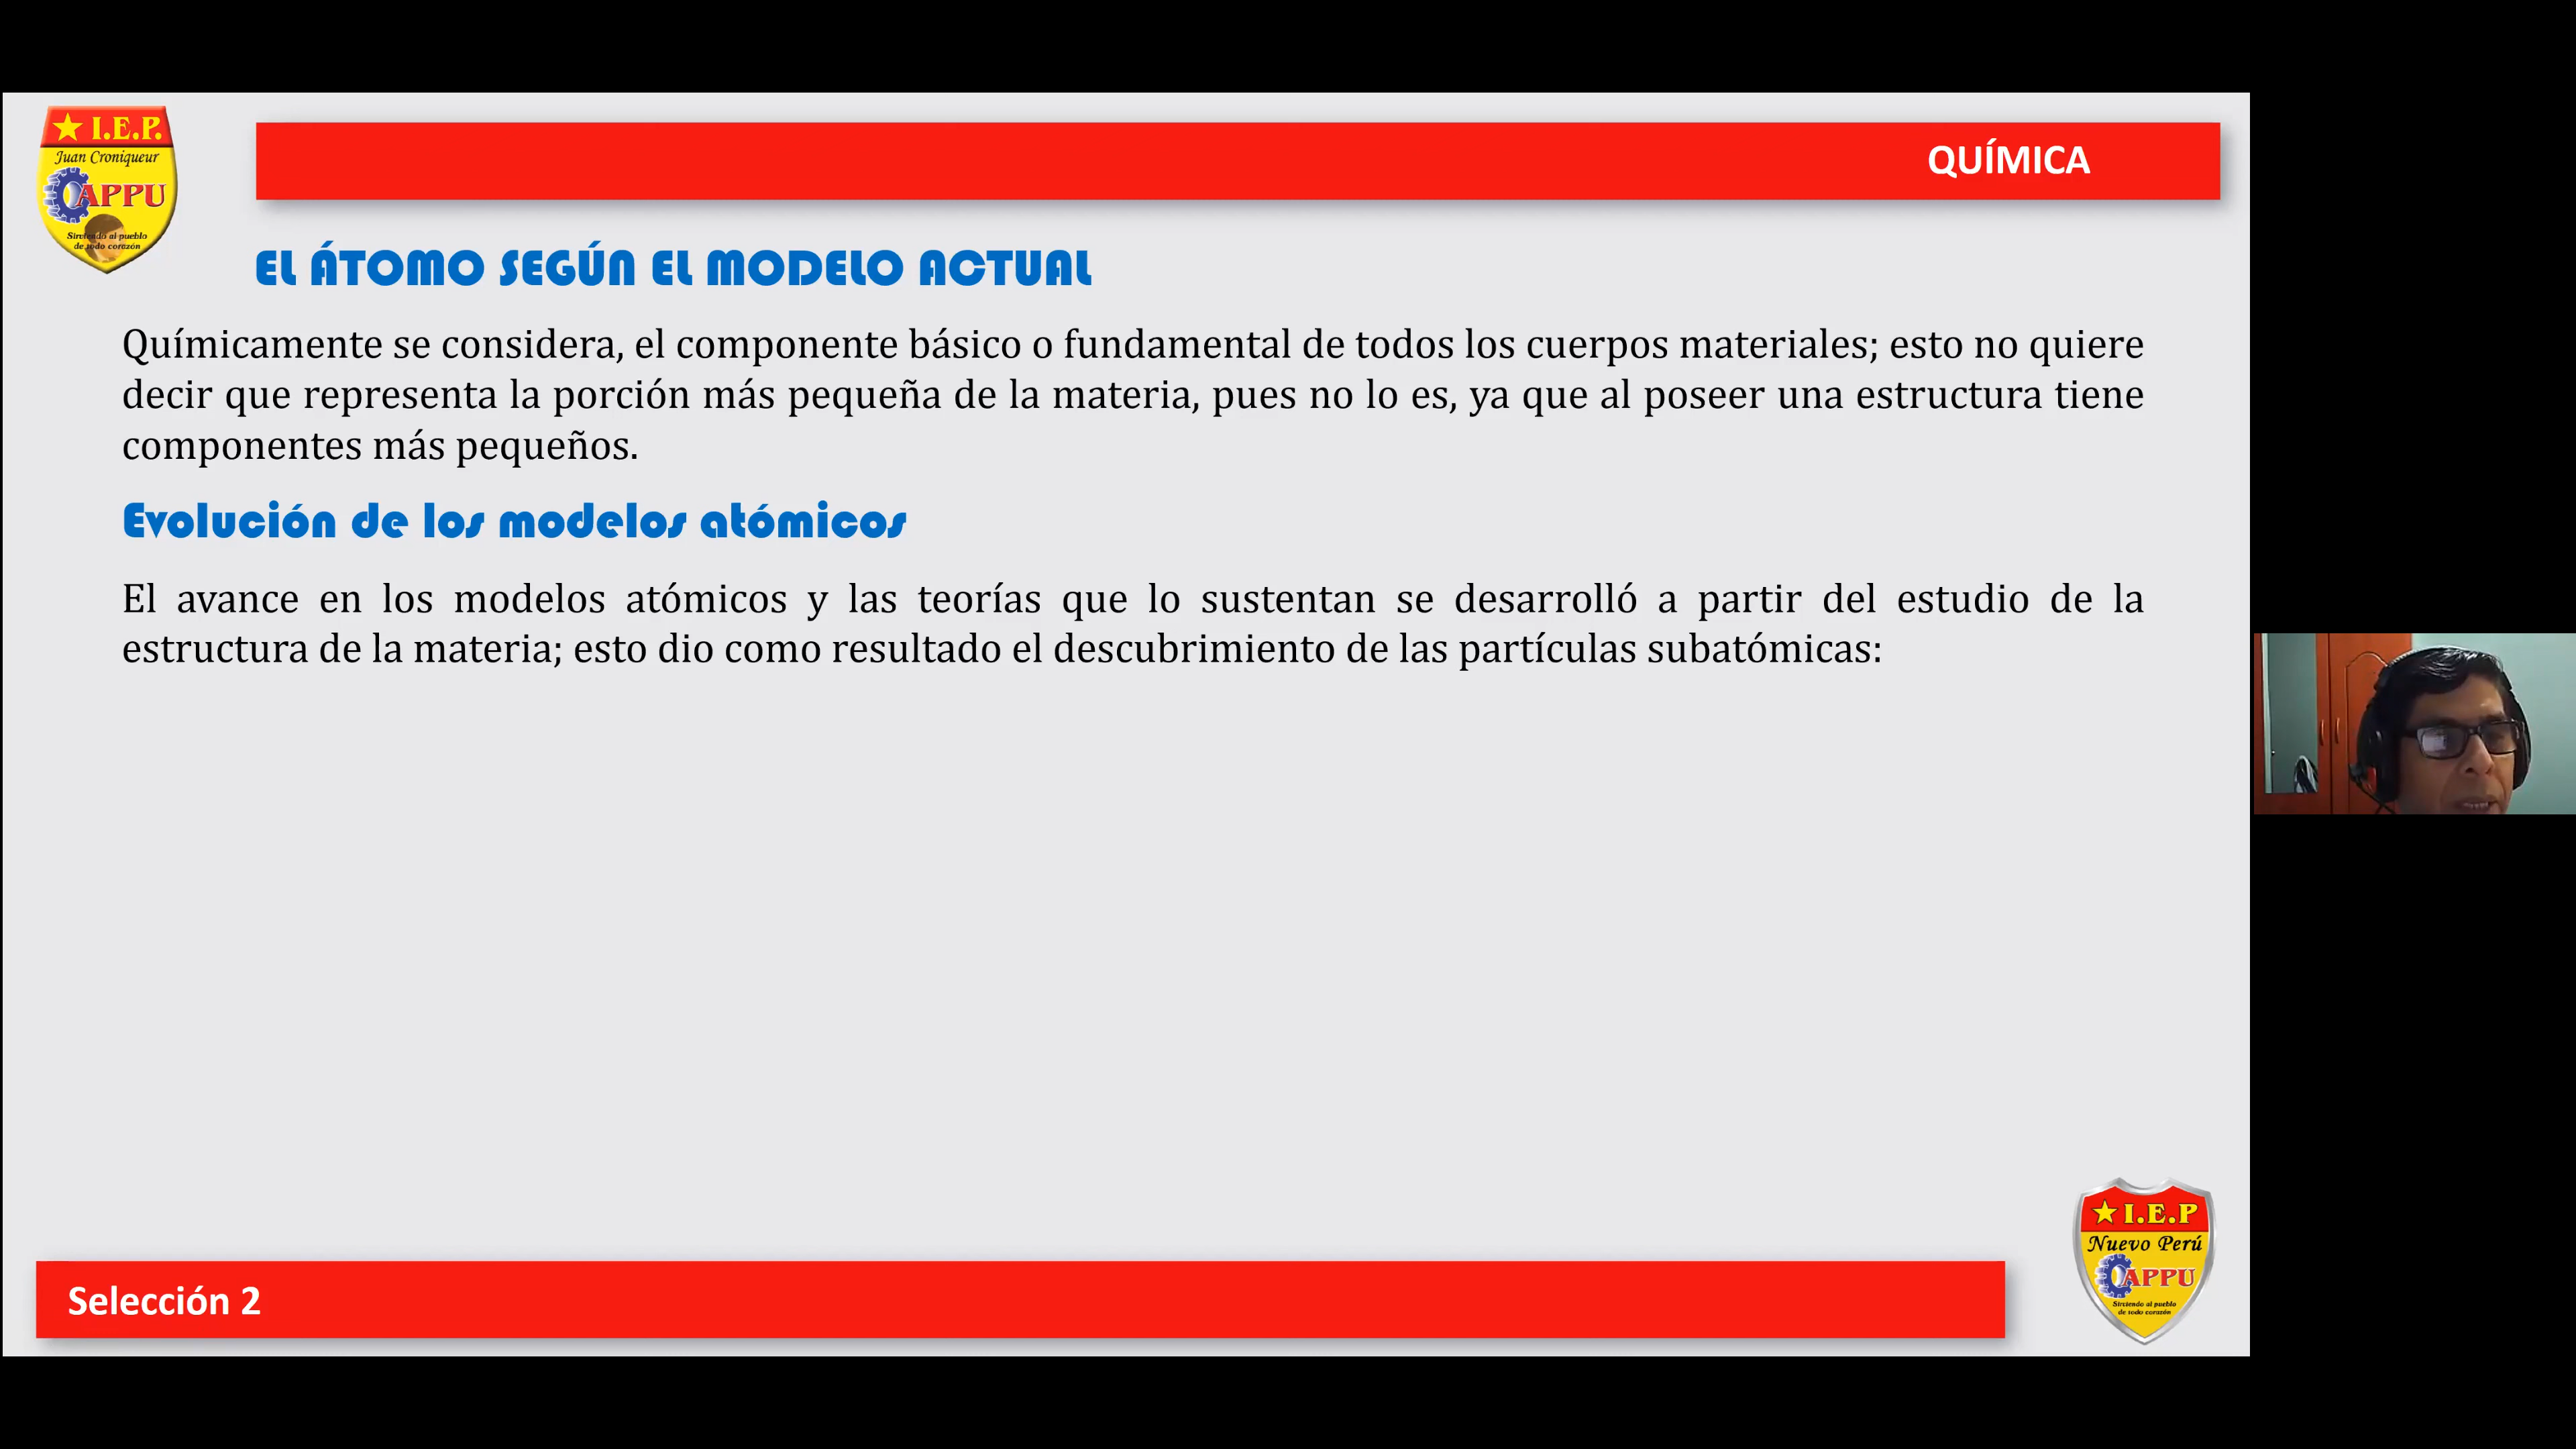 ★ I.E.P.
Juan Croniqueur
APPU
Sirviendo al pueblo
de todo corazón
QUÍMICA
EL ÁTOMO SEGÚN EL MODELO ACTUAL
Químicamente se considera, el componente básico o fundamental de todos los cuerpos materiales; esto no quiere
decir que representa la porción más pequeña de la materia, pues no lo es, ya que al poseer una estructura tiene
componentes más pequeños.
Evolución de los modelos atómicos
El avance en los modelos atómicos y las teorías que lo sustentan se desarrolló a partir del estudio de la
estructura de la materia; esto dio como resultado el descubrimiento de las partículas subatómicas:
Selección 2
★ I.E.P
Nuevo Perú
APPU
Sirviendo al pueblo
de todo corazón